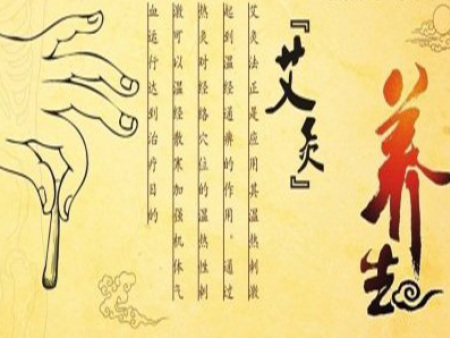 养生
『艾灸』
艾灸法正是应用其温热刺激
起到温经通痹的作用。通过
热灸对经络穴位的温热性刺
激可以温经散寒加强机体气
血运行达到治疗目的